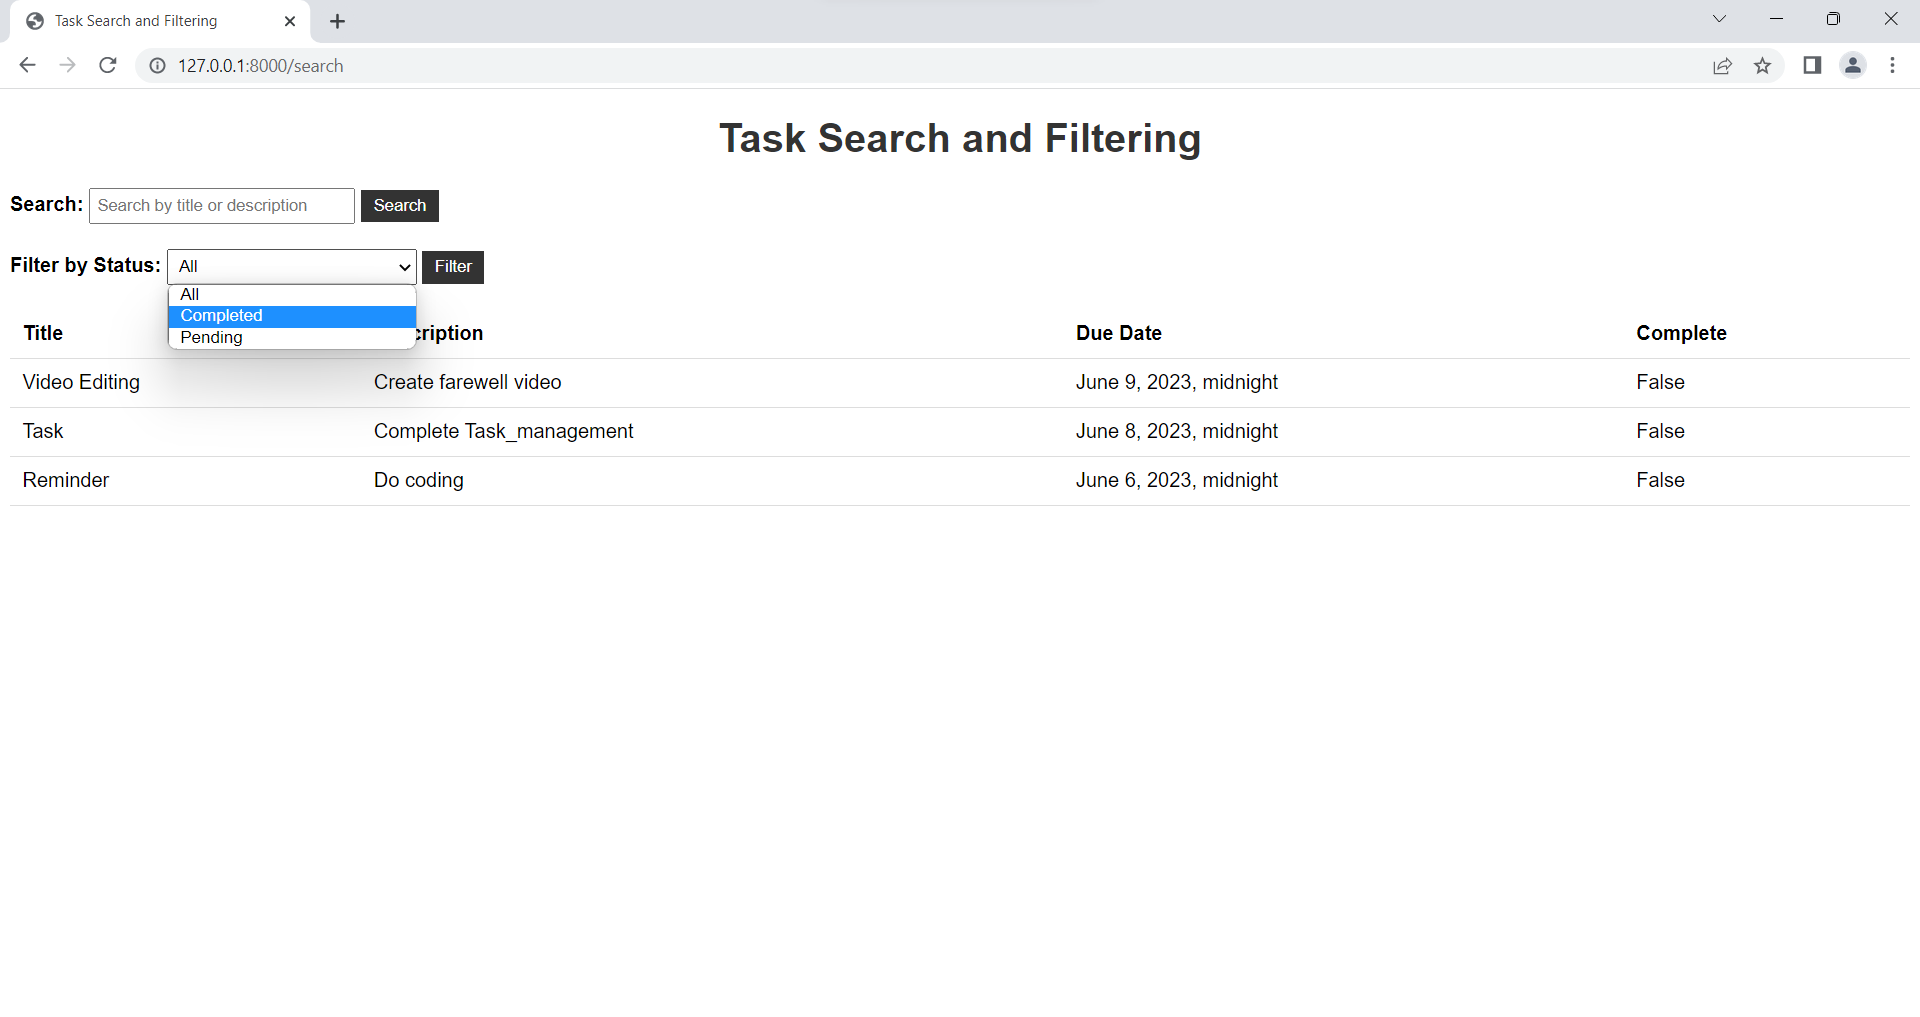 Task Search and Filtering
127.0.0.1:8000/search
Task Search and Filtering
Search: Search by title or description Search
Filter by Status: All Filter
All
Completed
Pending
Title cription Due Date Complete
Video Editing Create farewell video June 9, 2023, midnight False
Task Complete Task_management June 8, 2023, midnight False
Reminder Do coding June 6, 2023, midnight False